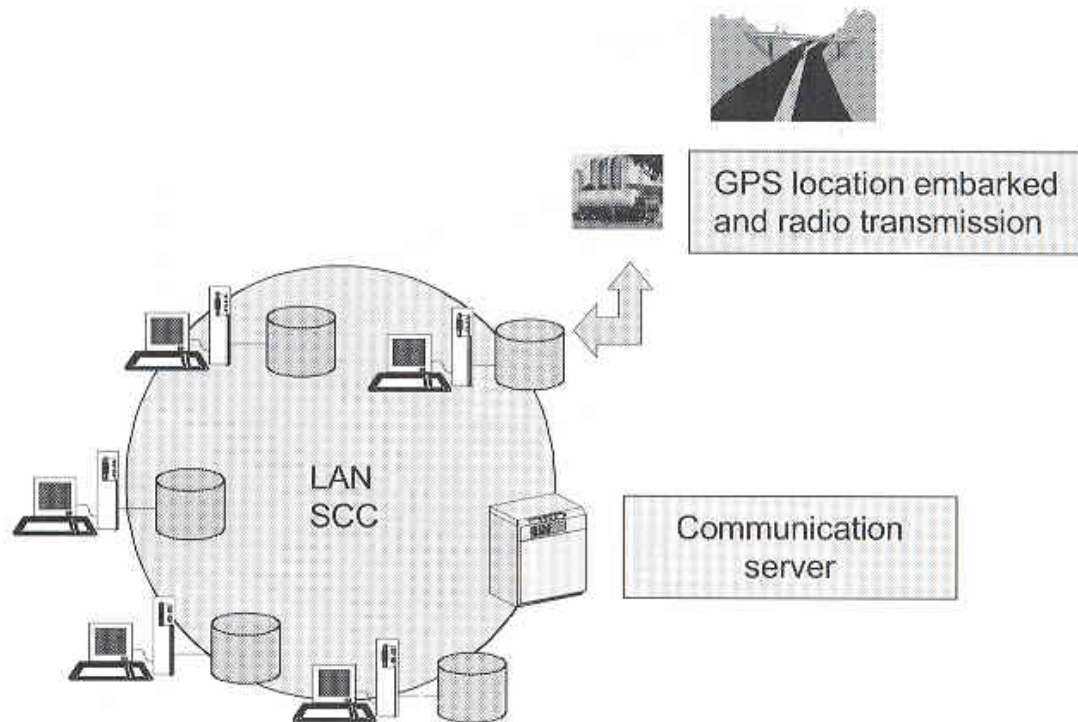 GPS location embarked
and radio transmission
LAN
SCC
Communication
server